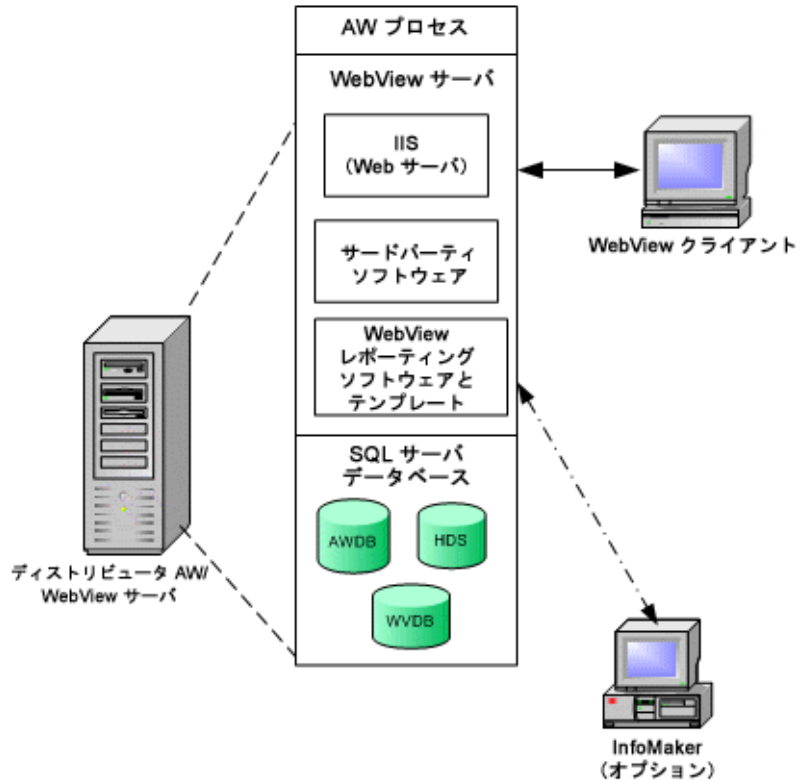 AW プロセス
WebView サーバ
IIS
（Web サーバ）
サードパーティ
ソフトウェア
WebView
レポーティング
ソフトウェアと
テンプレート
SQL サーバ
データベース
AWDB
HDS
WVDB
WebView クライアント
ディストリビュータ AW/
WebView サーバ
InfoMaker
（オプション）